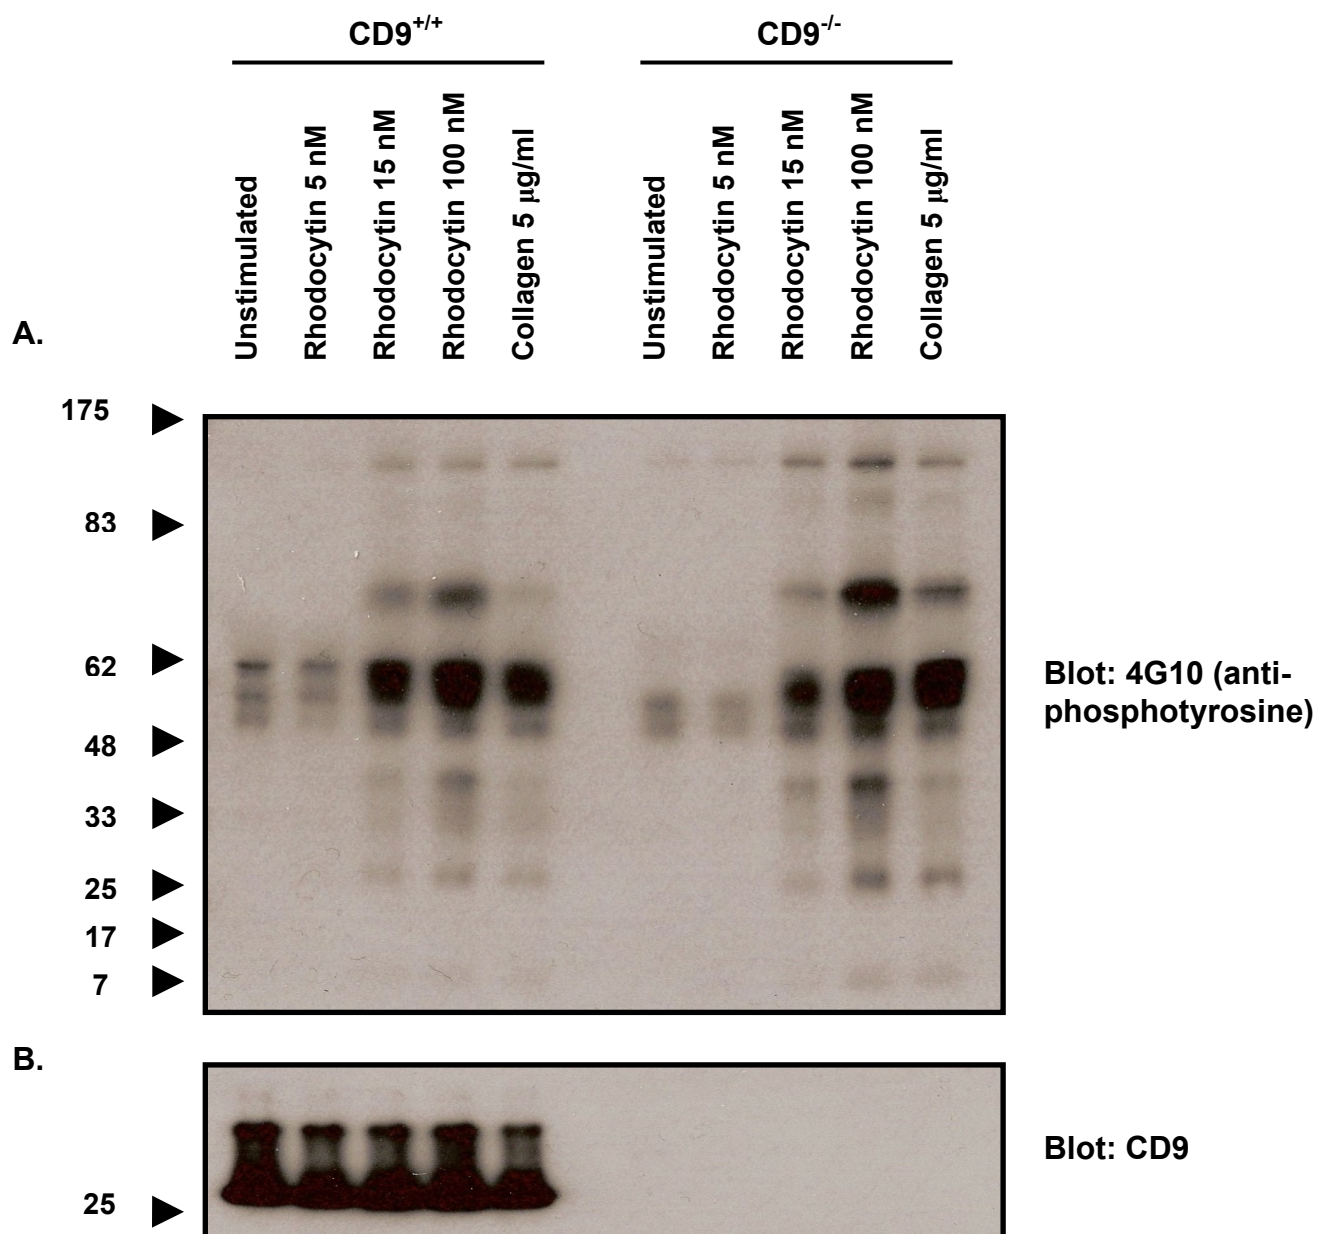 CD9+/+ CD9-/-
Unstimulated
Rhodocytin 5 nM
Rhodocytin 15 nM
Rhodocytin 100 nM
Collagen 5 μg/ml
Unstimulated
Rhodocytin 5 nM
Rhodocytin 15 nM
Rhodocytin 100 nM
Collagen 5 μg/ml
A.
175
83
62
48
33
25
17
7
Blot: 4G10 (anti-
phosphotyrosine)
B.
25
Blot: CD9